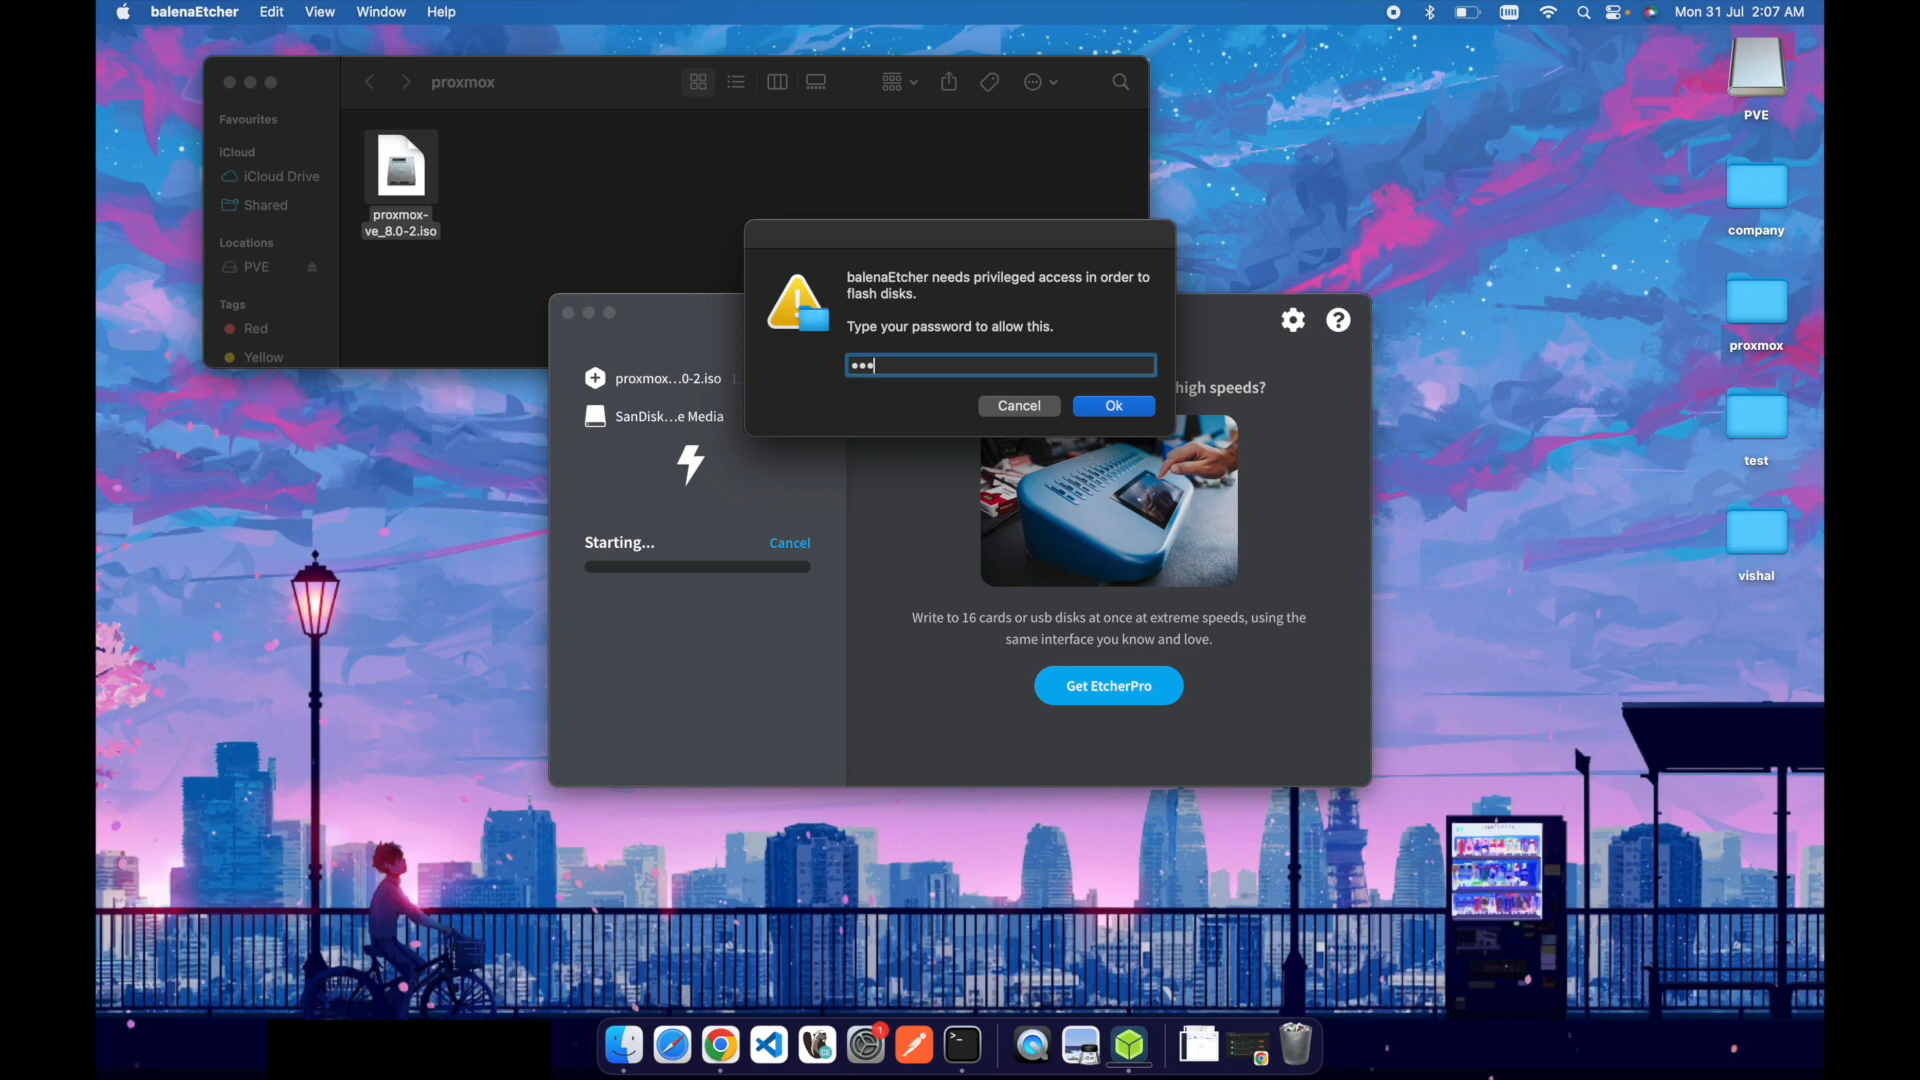 balenaEtcher Edit View Window Help
Mon 31 Jul 2:07 AM
proxmox
Favourites
iCloud
iCloud Drive
Shared
Locations
PVE
Tags
Red
Yellow
proxmox-
ve_8.0-2.iso
balenaEtcher needs privileged access in order to
flash disks.
Type your password to allow this.
Cancel
Ok
proxmox...0-2.iso
SanDisk...e Media
Starting...
Cancel
high speeds?
Write to 16 cards or usb disks at once at extreme speeds, using the
same interface you know and love.
Get EtcherPro
PVE
company
proxmox
test
vishal
1